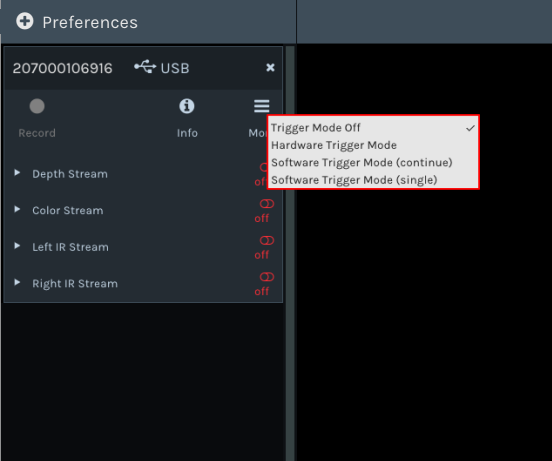 Preferences
207000106916 USB
Record Info Mor
Trigger Mode Off
Hardware Trigger Mode
Software Trigger Mode (continue)
Software Trigger Mode (single)
Depth Stream
off
Color Stream
off
Left IR Stream
off
Right IR Stream
off